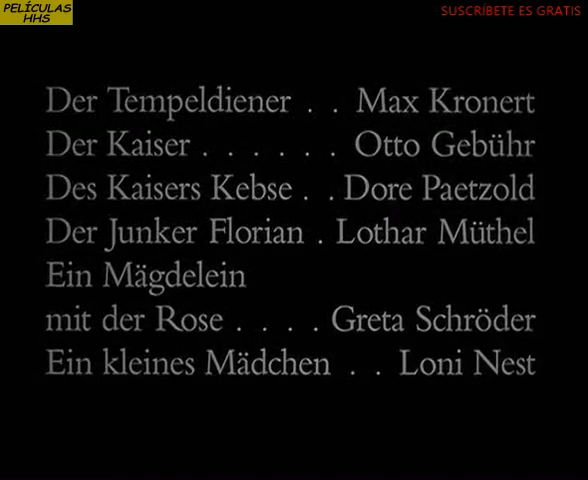 PELÍCULAS
HHS
SUSCRÍBETE ES GRATIS
Der Tempeldiener . . Max Kronert
Der Kaiser . . . . . . Otto Gebühr
Des Kaisers Kebse . . Dore Paetzold
Der Junker Florian . Lothar Müthel
Ein Mägdelein
mit der Rose . . . . Greta Schröder
Ein kleines Mädchen . . Loni Nest